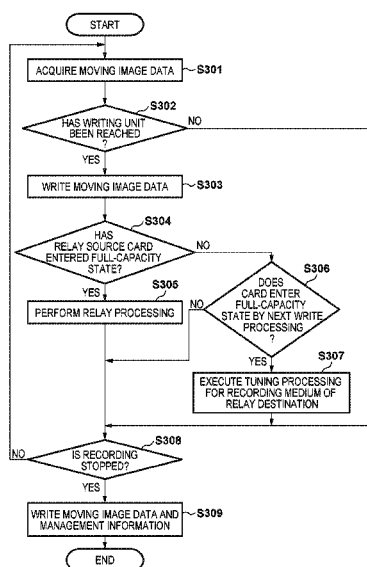 START
ACQUIRE MOVING IMAGE DATA
S301
S302
HAS WRITING UNIT
BEEN REACHED
?
NO
YES
WRITE MOVING IMAGE DATA
S303
S304
HAS
RELAY SOURCE CARD
ENTERED FULL-CAPACITY
STATE?
NO
YES
S305
PERFORM RELAY PROCESSING
S306
DOES
CARD ENTER
FULL-CAPACITY
STATE BY NEXT WRITE
PROCESSING
?
NO
YES
S307
EXECUTE TUNING PROCESSING
FOR RECORDING MEDIUM OF
RELAY DESTINATION
S308
IS RECORDING
STOPPED?
NO
YES
S309
WRITE MOVING IMAGE DATA AND
MANAGEMENT INFORMATION
END